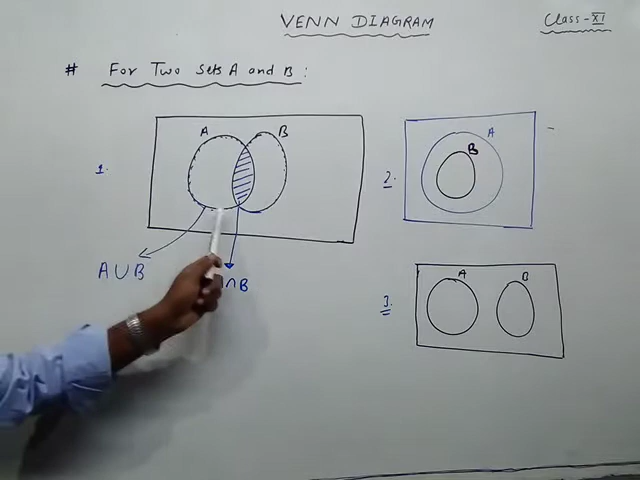 VENN DIAGRAM
Class - XI
# For Two Sets A and B :
1.
A
B
A ∪ B
∩ B
2.
A
B
3.
A
B